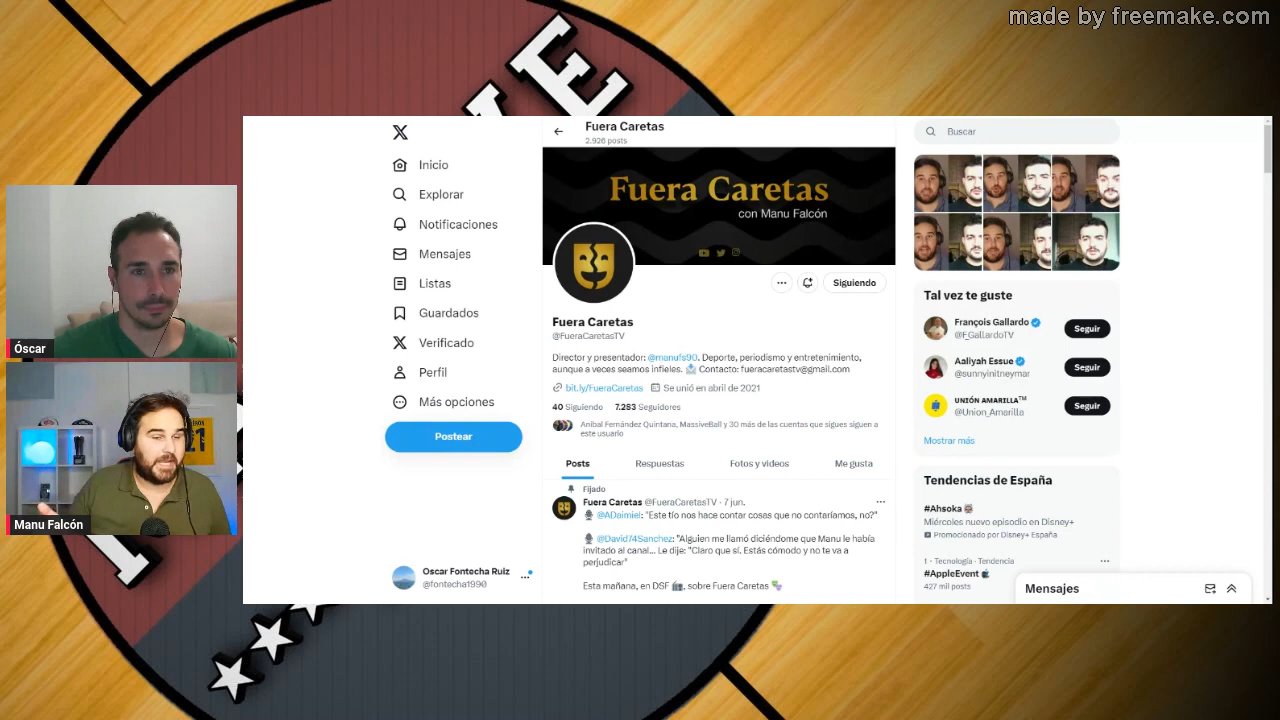 made by freemake.com
Óscar
Manu Falcón
Inicio
Explorar
Notificaciones
Mensajes
Listas
Guardados
Verificado
Perfil
Más opciones
Postear
Oscar Fontecha Ruiz
@fontecha1990
Fuera Caretas
2.926 posts
Fuera Caretas
con Manu Falcón
Siguiendo
Fuera Caretas
@FueraCaretasTV
Director y presentador: @manufs90. Deporte, periodismo y entretenimiento,
aunque a veces seamos infieles. 📩 Contacto: fueracaretastv@gmail.com
bit.ly/FueraCaretas Se unió en abril de 2021
40 Siguiendo 7.283 Seguidores
Aníbal Fernández Quintana, MassiveBall y 30 más de las cuentas que sigues siguen a
este usuario
Posts Respuestas Fotos y vídeos Me gusta
Fijado
Fuera Caretas @FueraCaretasTV · 7 jun.
🎙 @ADaimiel: "Este tío nos hace contar cosas que no contaríamos, no?"
🎙 @David74Sanchez: "Alguien me llamó diciéndome que Manu le había
invitado al canal... Le dije: "Claro que sí. Estás cómodo y no te va a
perjudicar"
Esta mañana, en DSF 📻, sobre Fuera Caretas 🎭
Buscar
Tal vez te guste
François Gallardo
@F_GallardoTV
Seguir
Aaliyah Essue
@sunnyinitneymar
Seguir
UNIÓN AMARILLA™
@Union_Amarilla
Seguir
Mostrar más
Tendencias de España
#Ahsoka
Miércoles nuevo episodio en Disney+
Promocionado por Disney+ España
1 · Tecnología · Tendencia
#AppleEvent
427 mil posts
Mensajes